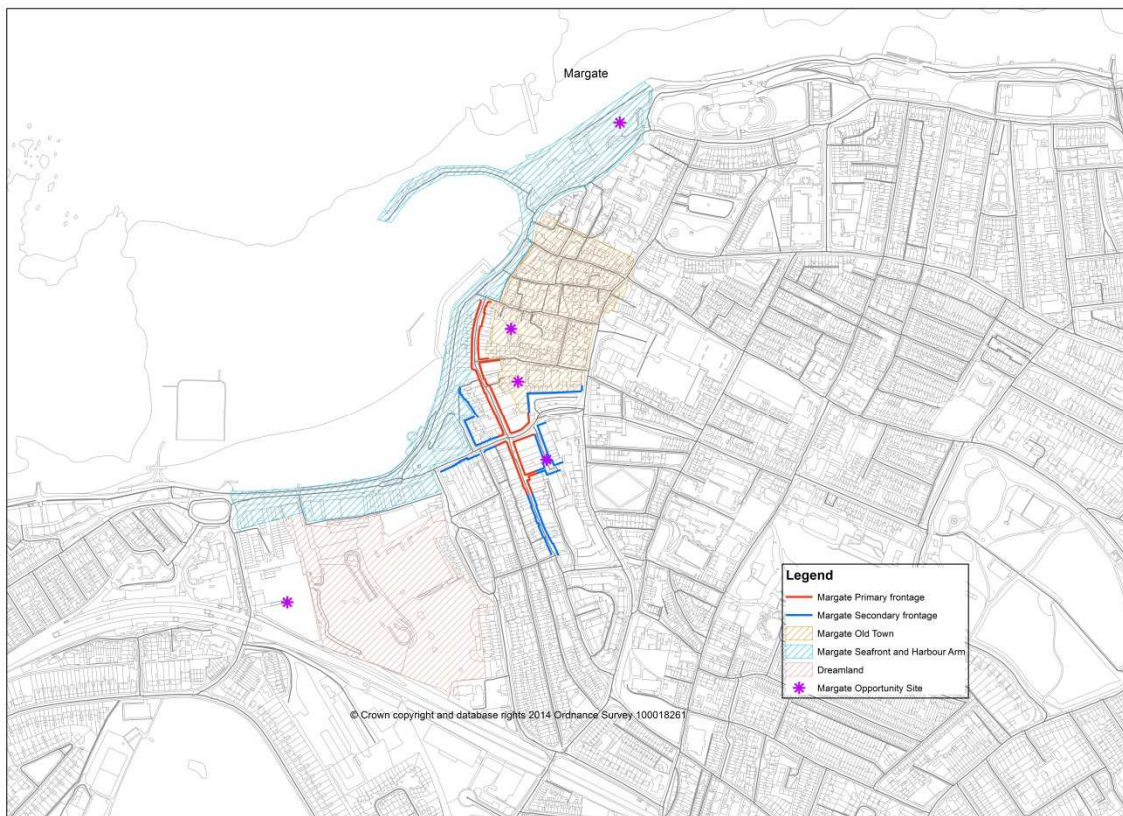 Margate
Legend
Margate Primary frontage
Margate Secondary frontage
Margate Old Town
Margate Seafront and Harbour Arm
Dreamland
Margate Opportunity Site
© Crown copyright and database rights 2014 Ordnance Survey 100018261